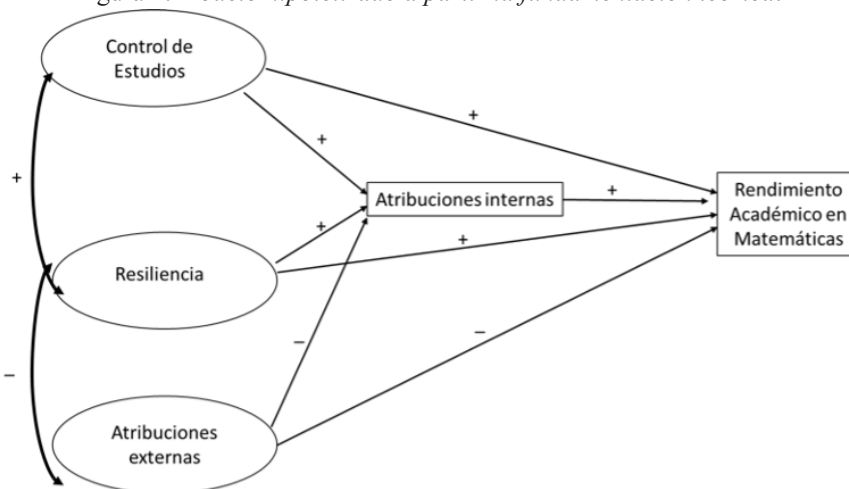 Control de
Estudios
+
+
+
Atribuciones internas
+
Rendimiento
Académico en
Matemáticas
+
+
Resiliencia
–
–
–
Atribuciones
externas